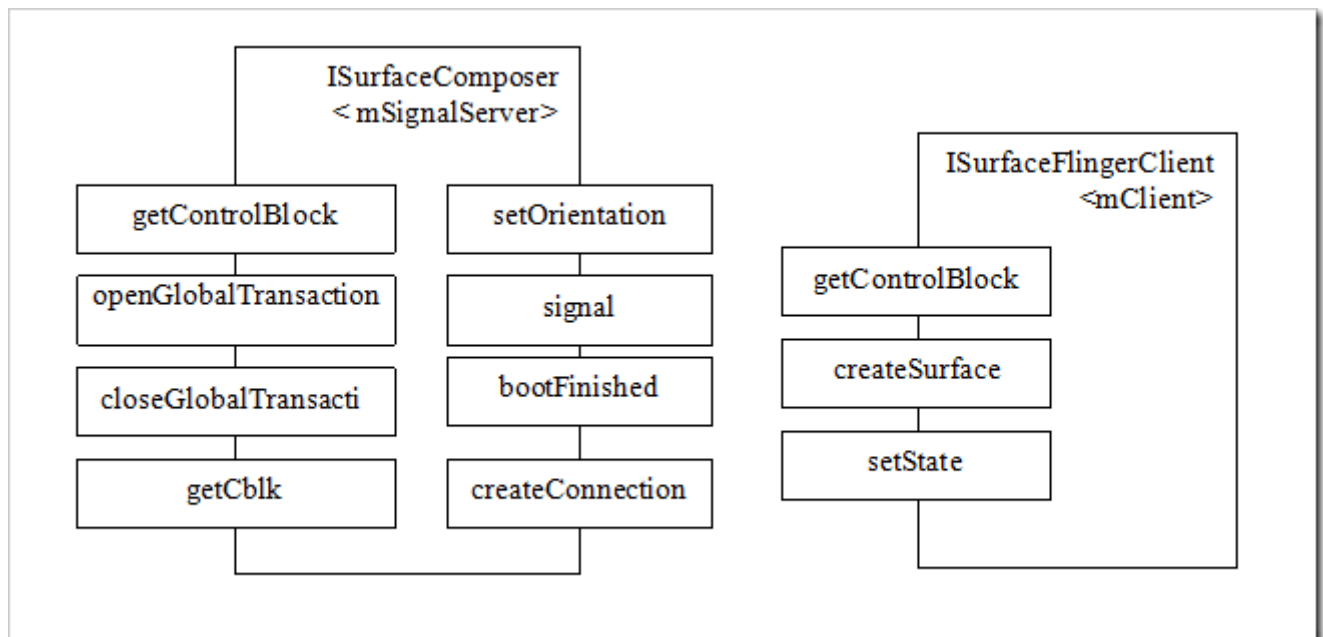 ISurfaceComposer
< mSignalServer>
getControlBlock
openGlobalTransaction
closeGlobalTransacti
getCblk
setOrientation
signal
bootFinished
createConnection
ISurfaceFlingerClient
<mClient>
getControlBlock
createSurface
setState